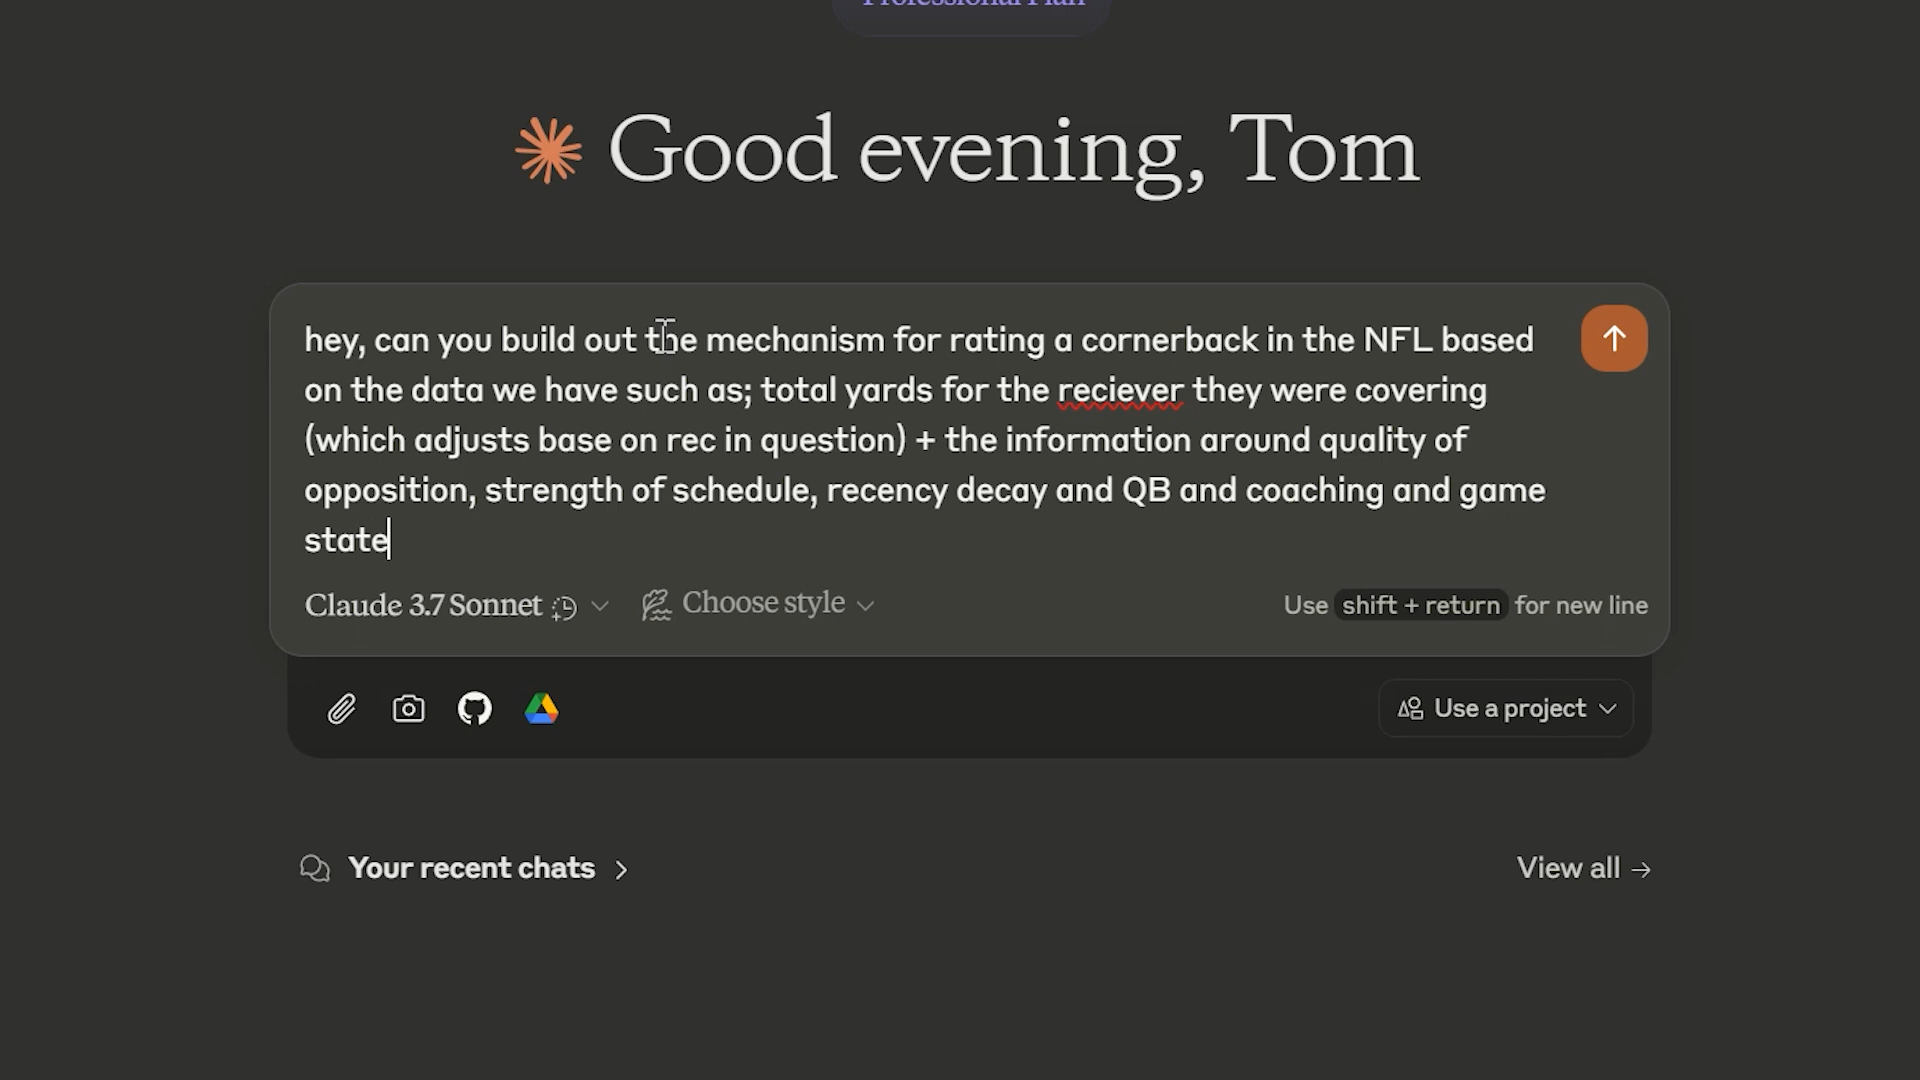 Professional Plan
Good evening, Tom
hey, can you build out the mechanism for rating a cornerback in the NFL based
on the data we have such as; total yards for the reciever they were covering
(which adjusts base on rec in question) + the information around quality of
opposition, strength of schedule, recency decay and QB and coaching and game
state
Claude 3.7 Sonnet
Choose style
Use shift + return for new line
Use a project
Your recent chats
View all